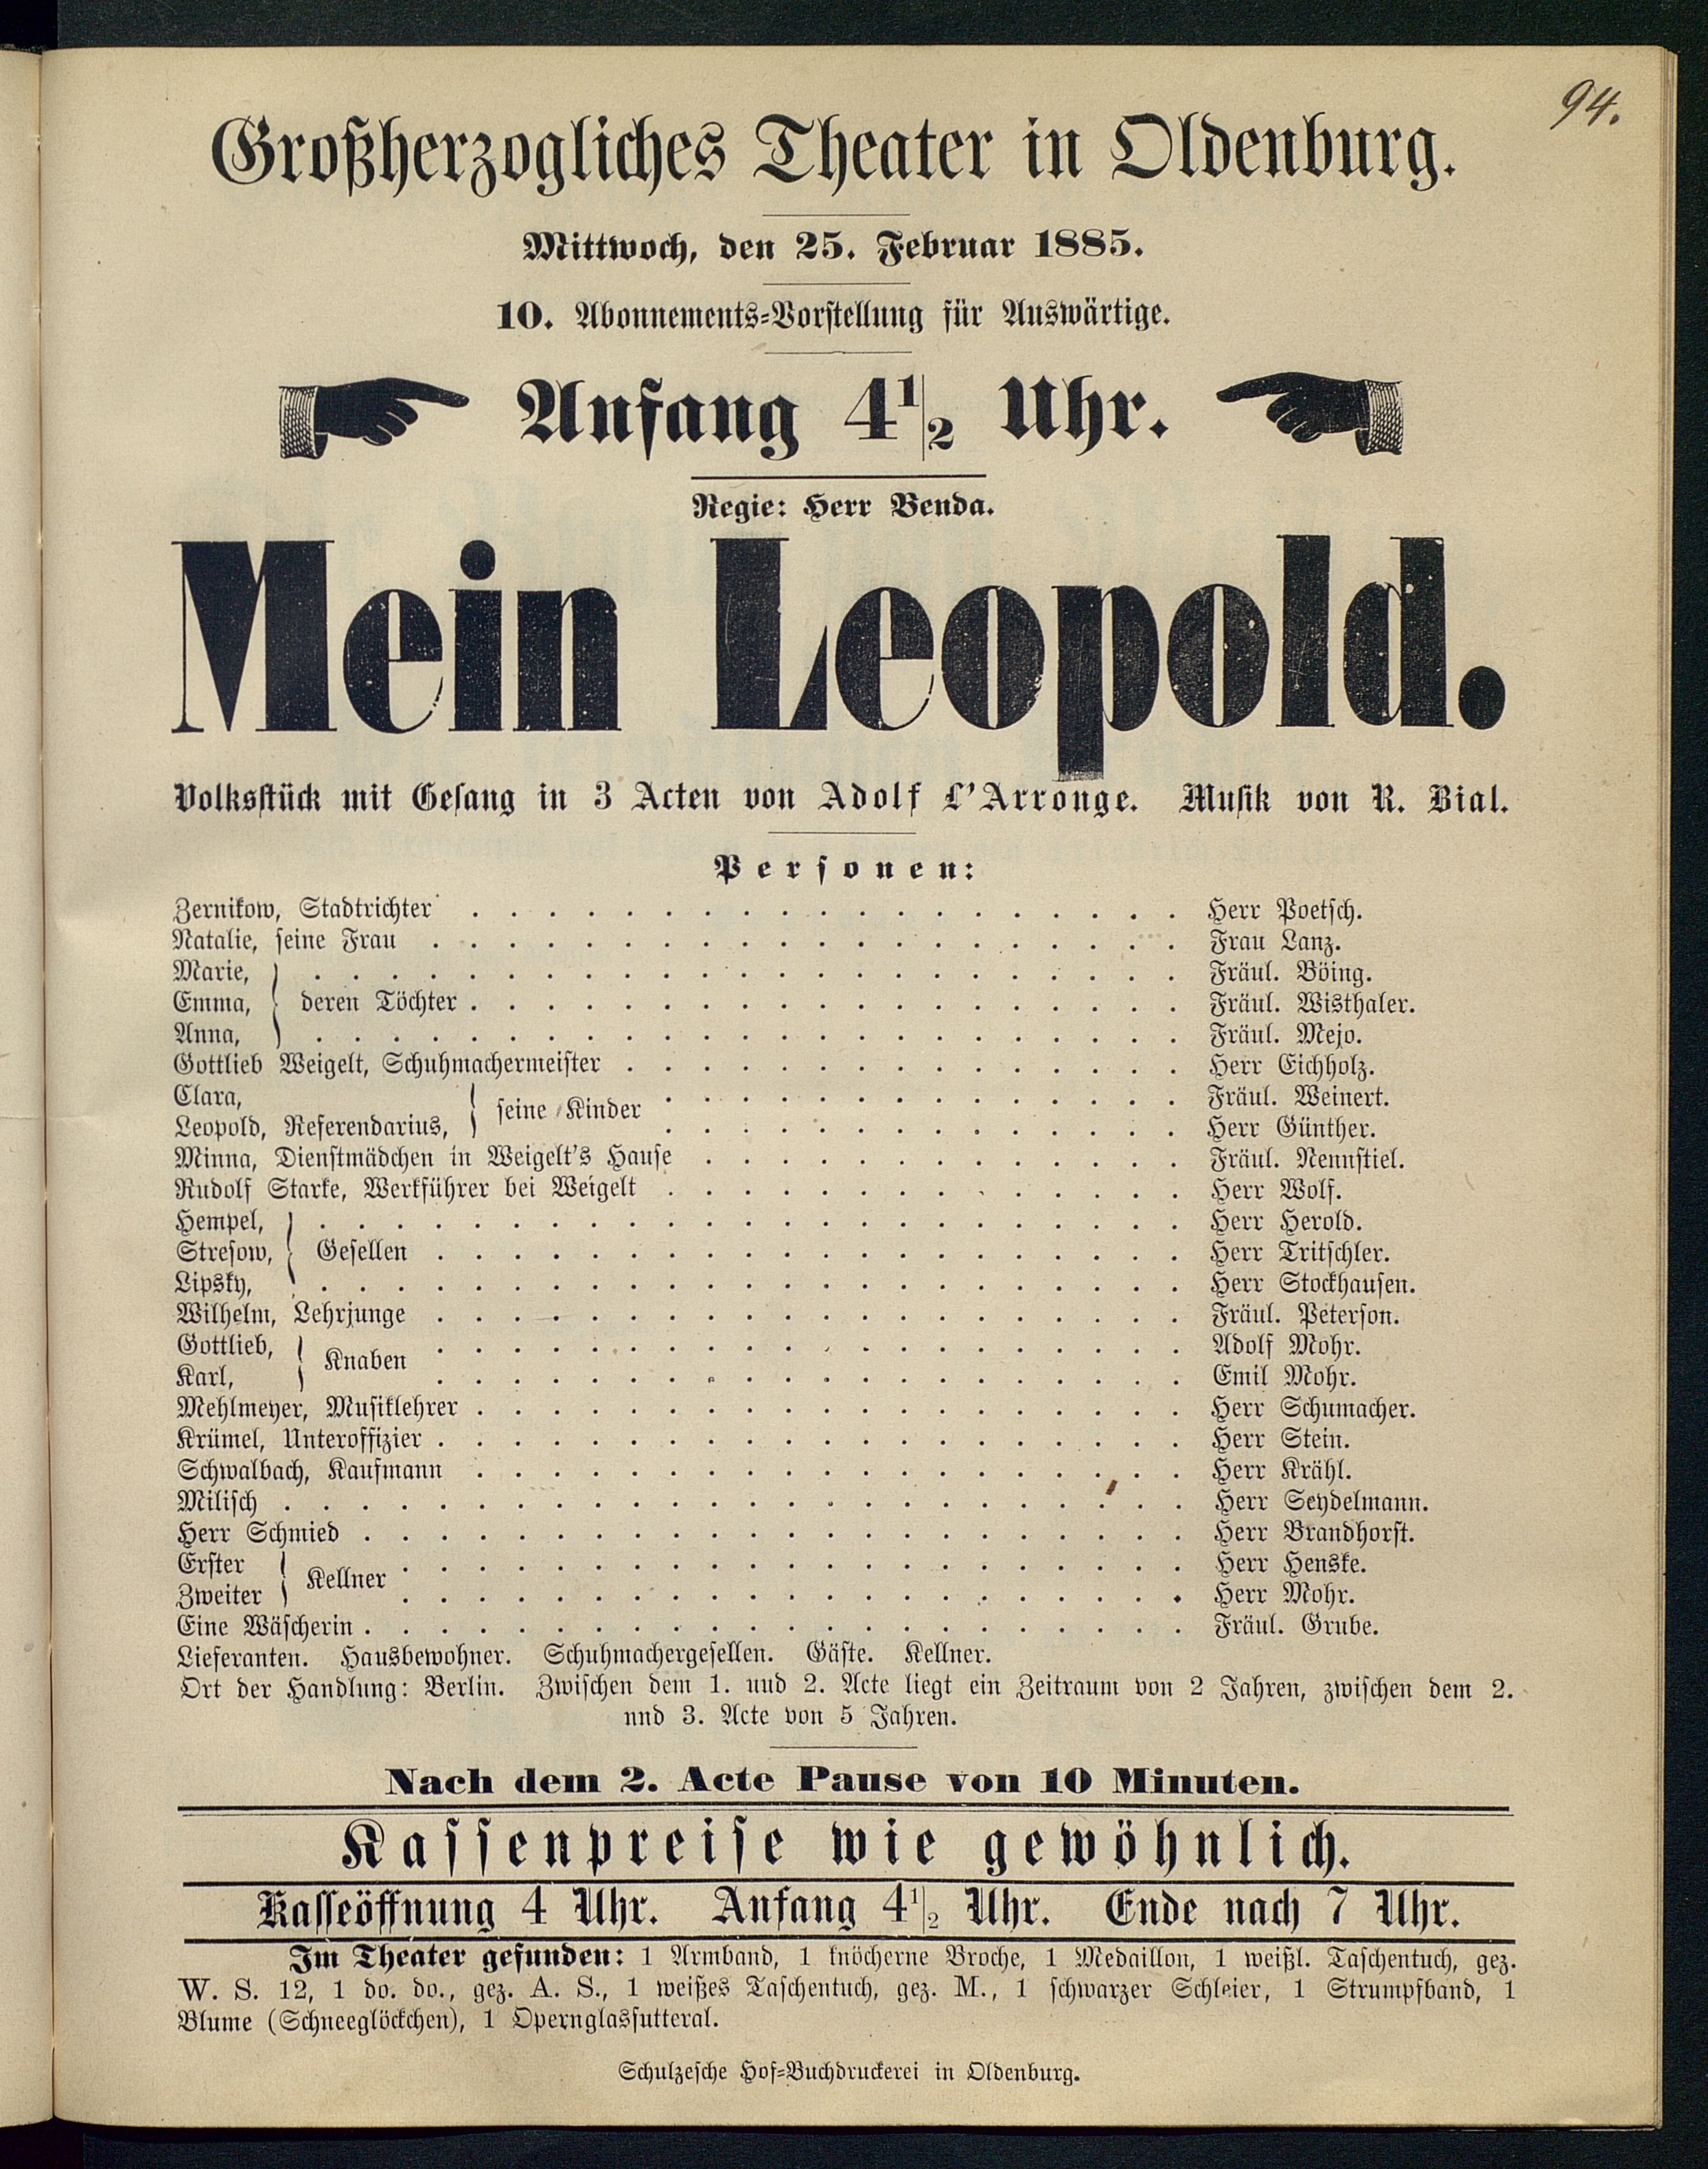 94.
Großherzogliches Theater in Oldenburg.
Mittwoch, den 25. Februar 1885.
10. Abonnements-Vorstellung für Auswärtige.
Anfang 4½ Uhr.
Regie: Herr Benda.
Mein Leopold.
Volksstück mit Gesang in 3 Acten von Adolf L'Arronge. Musik von R. Bial.
Personen:
Zernikow, Stadtrichter . . . . . Herr Poetsch.
Natalie, seine Frau . . . . . Frau Lanz.
Marie, . . . . . Fräul. Böing.
Emma, } deren Töchter . . . . . Fräul. Wisthaler.
Anna, . . . . . Fräul. Mejo.
Gottlieb Weigelt, Schuhmachermeister . . . . . Herr Eichholz.
Clara, . . . . . Fräul. Weinert.
Leopold, Referendarius, } seine Kinder . . . . . Herr Günther.
Minna, Dienstmädchen in Weigelt's Hause . . . . . Fräul. Nennstiel.
Rudolf Starke, Werkführer bei Weigelt . . . . . Herr Wolf.
Hempel, . . . . . Herr Herold.
Stresow, } Gesellen . . . . . Herr Tritschler.
Lipsky, . . . . . Herr Stockhausen.
Wilhelm, Lehrjunge . . . . . Fräul. Peterson.
Gottlieb, . . . . . Adolf Mohr.
Karl, } Knaben . . . . . Emil Mohr.
Mehlmeyer, Musiklehrer . . . . . Herr Schumacher.
Krümel, Unteroffizier . . . . . Herr Stein.
Schwalbach, Kaufmann . . . . . Herr Krähl.
Milisch . . . . . Herr Seydelmann.
Herr Schmied . . . . . Herr Brandhorst.
Erster . . . . . Herr Henske.
Zweiter } Kellner . . . . . Herr Mohr.
Eine Wäscherin . . . . . Fräul. Grube.
Lieferanten. Hausbewohner. Schuhmachergesellen. Gäste. Kellner.
Ort der Handlung: Berlin. Zwischen dem 1. und 2. Acte liegt ein Zeitraum von 2 Jahren, zwischen dem 2.
und 3. Acte von 5 Jahren.
Nach dem 2. Acte Pause von 10 Minuten.
Kassenpreise wie gewöhnlich.
Kasseöffnung 4 Uhr. Anfang 4½ Uhr. Ende nach 7 Uhr.
Im Theater gefunden: 1 Armband, 1 knöcherne Broche, 1 Medaillon, 1 weißl. Taschentuch, gez.
W. S. 12, 1 do. do., gez. A. S., 1 weißes Taschentuch, gez. M., 1 schwarzer Schleier, 1 Strumpfband, 1
Blume (Schneeglöckchen), 1 Opernglasfutteral.
Schulzesche Hof-Buchdruckerei in Oldenburg.